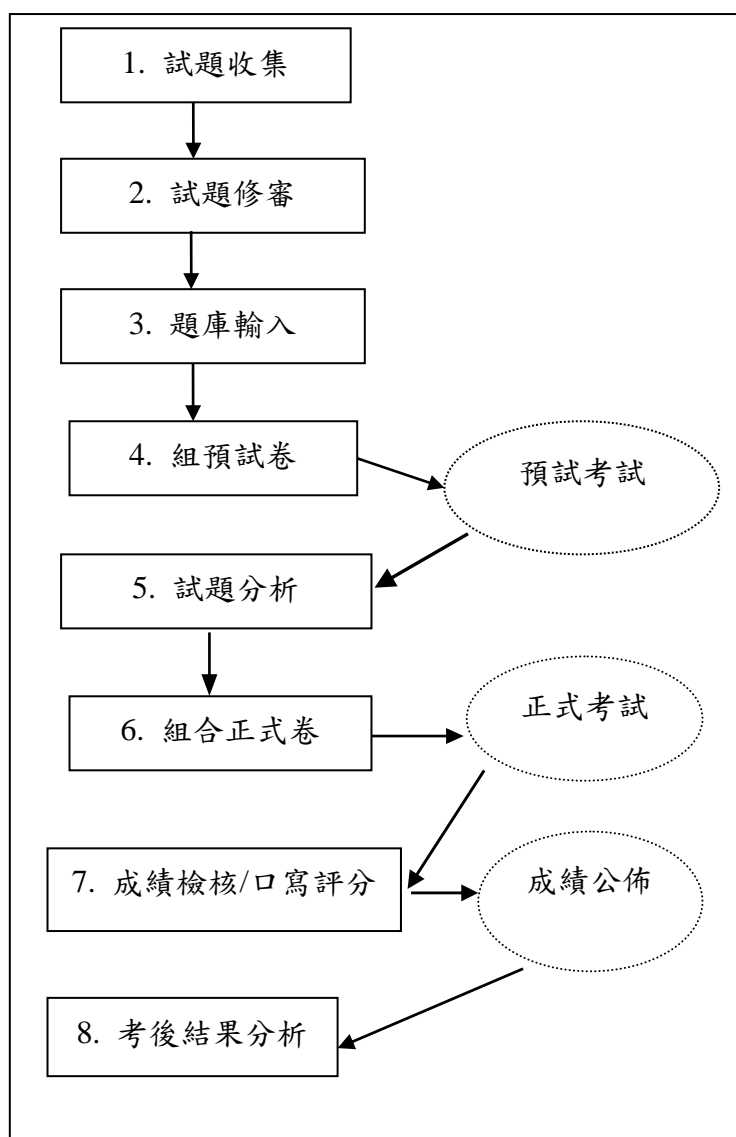 1. 試題收集
2. 試題修審
3. 題庫輸入
4. 組預試卷
預試考試
5. 試題分析
6. 組合正式卷
正式考試
7. 成績檢核/口寫評分
成績公佈
8. 考後結果分析